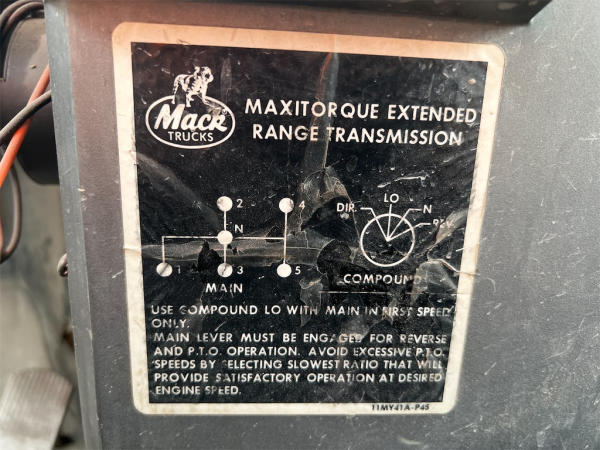 Mack
TRUCKS
MAXITORQUE EXTENDED
RANGE TRANSMISSION
2 4
N
1 3 5
MAIN
LO
DIR. N
REV.
COMPOUND
USE COMPOUND LO WITH MAIN IN FIRST SPEED
ONLY.
MAIN LEVER MUST BE ENGAGED FOR REVERSE
AND P.T.O. OPERATION. AVOID EXCESSIVE P.T.O.
SPEEDS BY SELECTING SLOWEST RATIO THAT WILL
PROVIDE SATISFACTORY OPERATION AT DESIRED
ENGINE SPEED.
11MY41A-P45